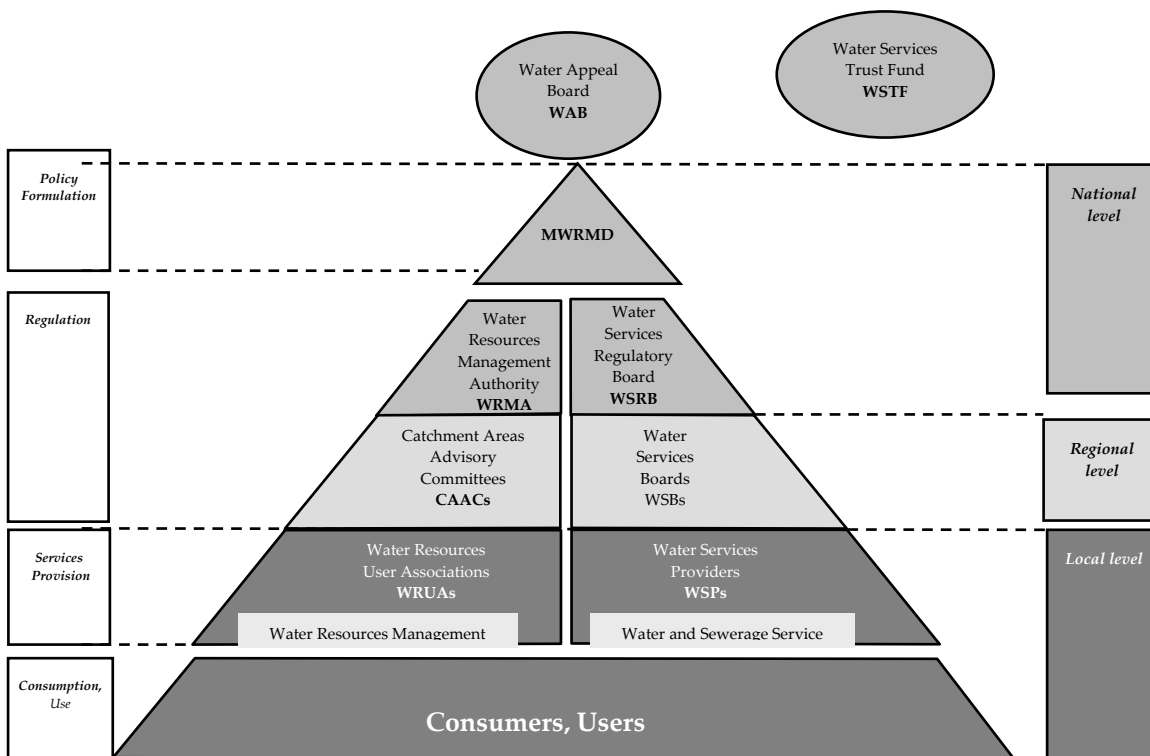 Water Appeal
Board
WAB
Water Services
Trust Fund
WSTF
Policy
Formulation
National
level
MWRMD
Regulation
Water
Resources
Management
Authority
WRMA
Water
Services
Regulatory
Board
WSRB
Catchment Areas
Advisory
Committees
CAACs
Water
Services
Boards
WSBs
Regional
level
Services
Provision
Water Resources
User Associations
WRUAs
Water Services
Providers
WSPs
Local level
Water Resources Management
Water and Sewerage Service
Consumption,
Use
Consumers, Users